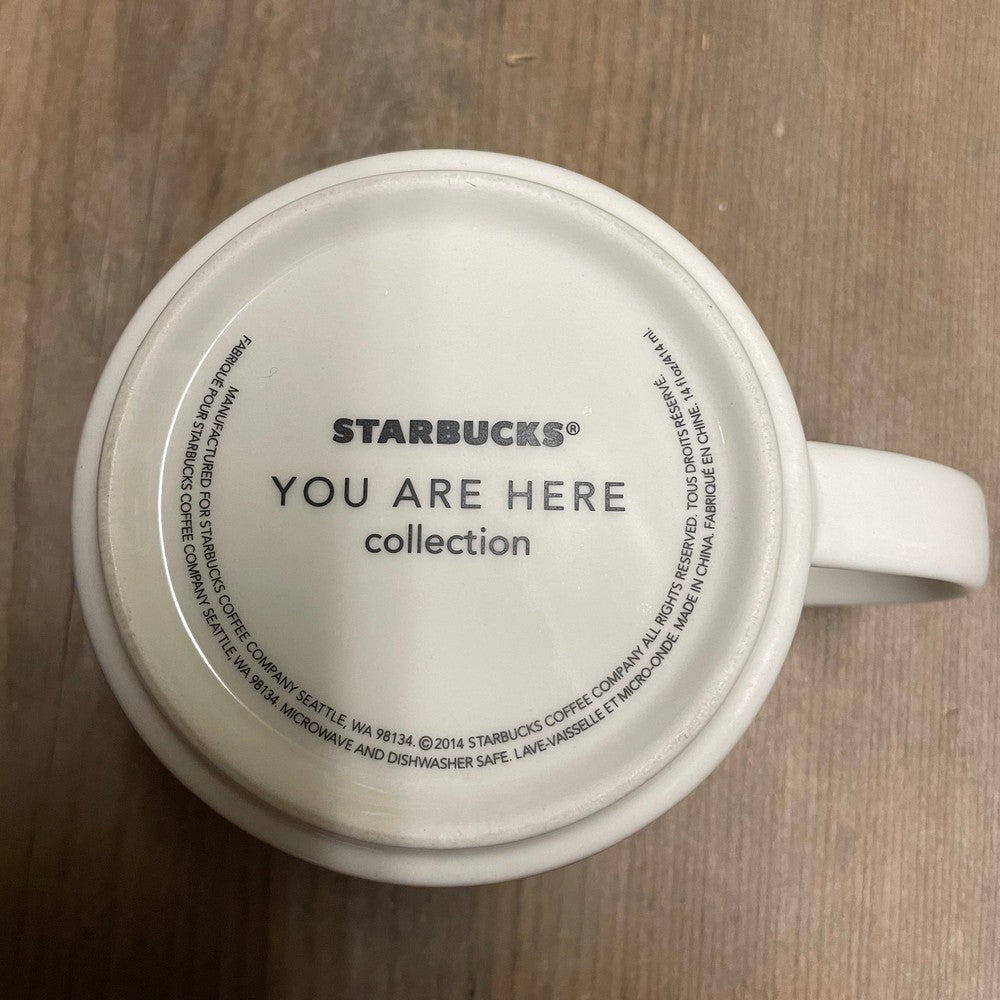 STARBUCKS®
YOU ARE HERE
collection
MANUFACTURED FOR STARBUCKS COFFEE COMPANY SEATTLE, WA 98134. ©2014 STARBUCKS COFFEE COMPANY ALL RIGHTS RESERVED. TOUS DROITS RÉSERVÉ.
FABRIQUÉ POUR STARBUCKS COFFEE COMPANY SEATTLE, WA 98134. MICROWAVE AND DISHWASHER SAFE. LAVE-VAISSELLE ET MICRO-ONDE. MADE IN CHINA. FABRIQUÉ EN CHINE. 14 fl oz/414 ml.